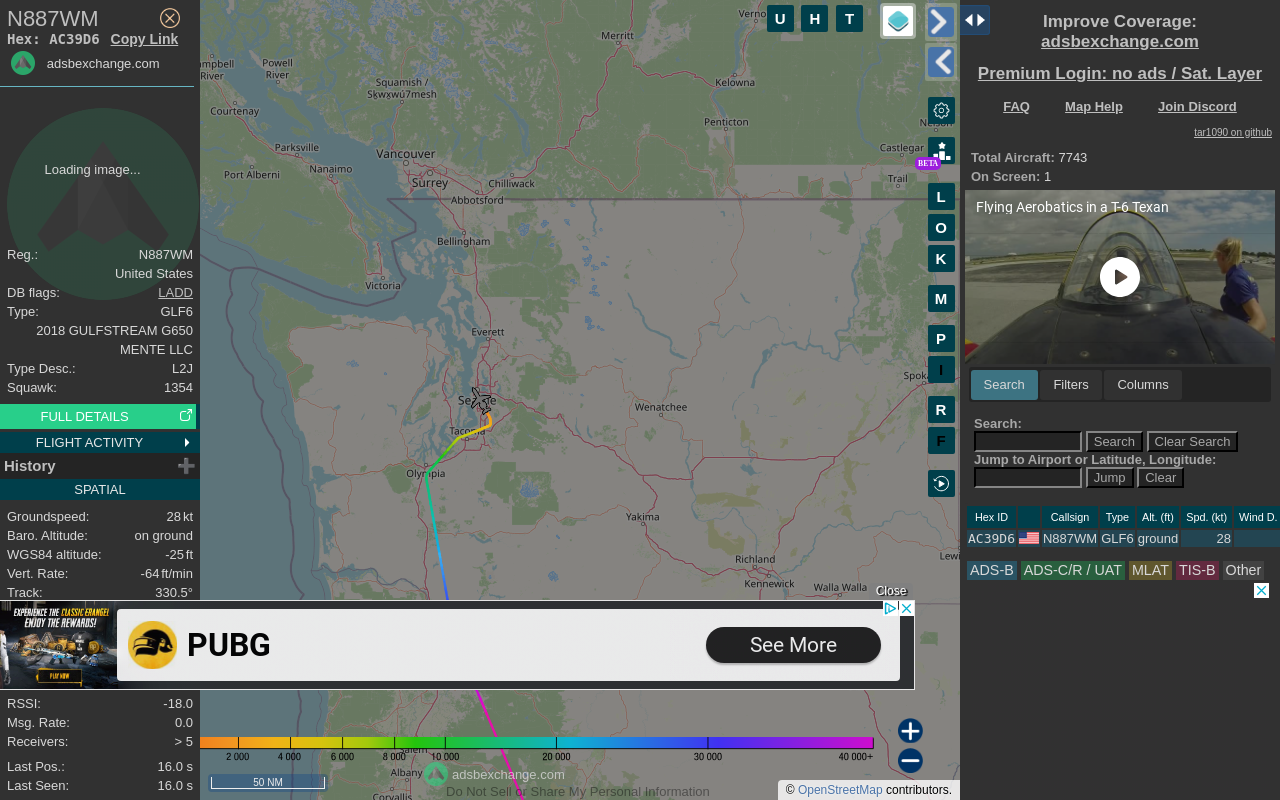 N887WM
Hex: AC39D6 Copy Link
adsbexchange.com
Loading image...
Reg.: N887WM
United States
DB flags: LADD
Type: GLF6
2018 GULFSTREAM G650
MENTE LLC
Type Desc.: L2J
Squawk: 1354
FULL DETAILS
FLIGHT ACTIVITY
History
SPATIAL
Groundspeed: 28 kt
Baro. Altitude: on ground
WGS84 altitude: -25 ft
Vert. Rate: -64 ft/min
Track: 330.5°
RSSI: -18.0
Msg. Rate: 0.0
Receivers: > 5
Last Pos.: 16.0 s
Last Seen: 16.0 s
U H T
Merritt
Powell
River
Campbell
River
Squamish /
Sḵwx̱wú7mesh
Kelowna
Courtenay
Penticton
Parksville
Vancouver
Nanaimo
Port Alberni
Surrey
Chilliwack
Abbotsford
Castlegar
BETA
Trail
Bellingham
Victoria
Everett
Wenatchee
Tacoma
Olympia
Yakima
Richland
Kennewick
Walla Walla
L
O
K
M
P
I
R
F
Close
EXPERIENCE THE CLASSIC ERANGEL!
ENJOY THE REWARDS!
PLAY NOW
PUBG
See More
Albany
Corvallis
2 000 4 000 6 000 8 000 10 000 20 000 30 000 40 000+
50 NM
adsbexchange.com
Do Not Sell or Share My Personal Information
© OpenStreetMap contributors.
Improve Coverage:
adsbexchange.com
Premium Login: no ads / Sat. Layer
FAQ Map Help Join Discord
tar1090 on github
Total Aircraft: 7743
On Screen: 1
Flying Aerobatics in a T-6 Texan
Search Filters Columns
Search:
Search Clear Search
Jump to Airport or Latitude, Longitude:
Jump Clear
Hex ID Callsign Type Alt. (ft) Spd. (kt) Wind D.
AC39D6 N887WM GLF6 ground 28
ADS-B ADS-C/R / UAT MLAT TIS-B Other